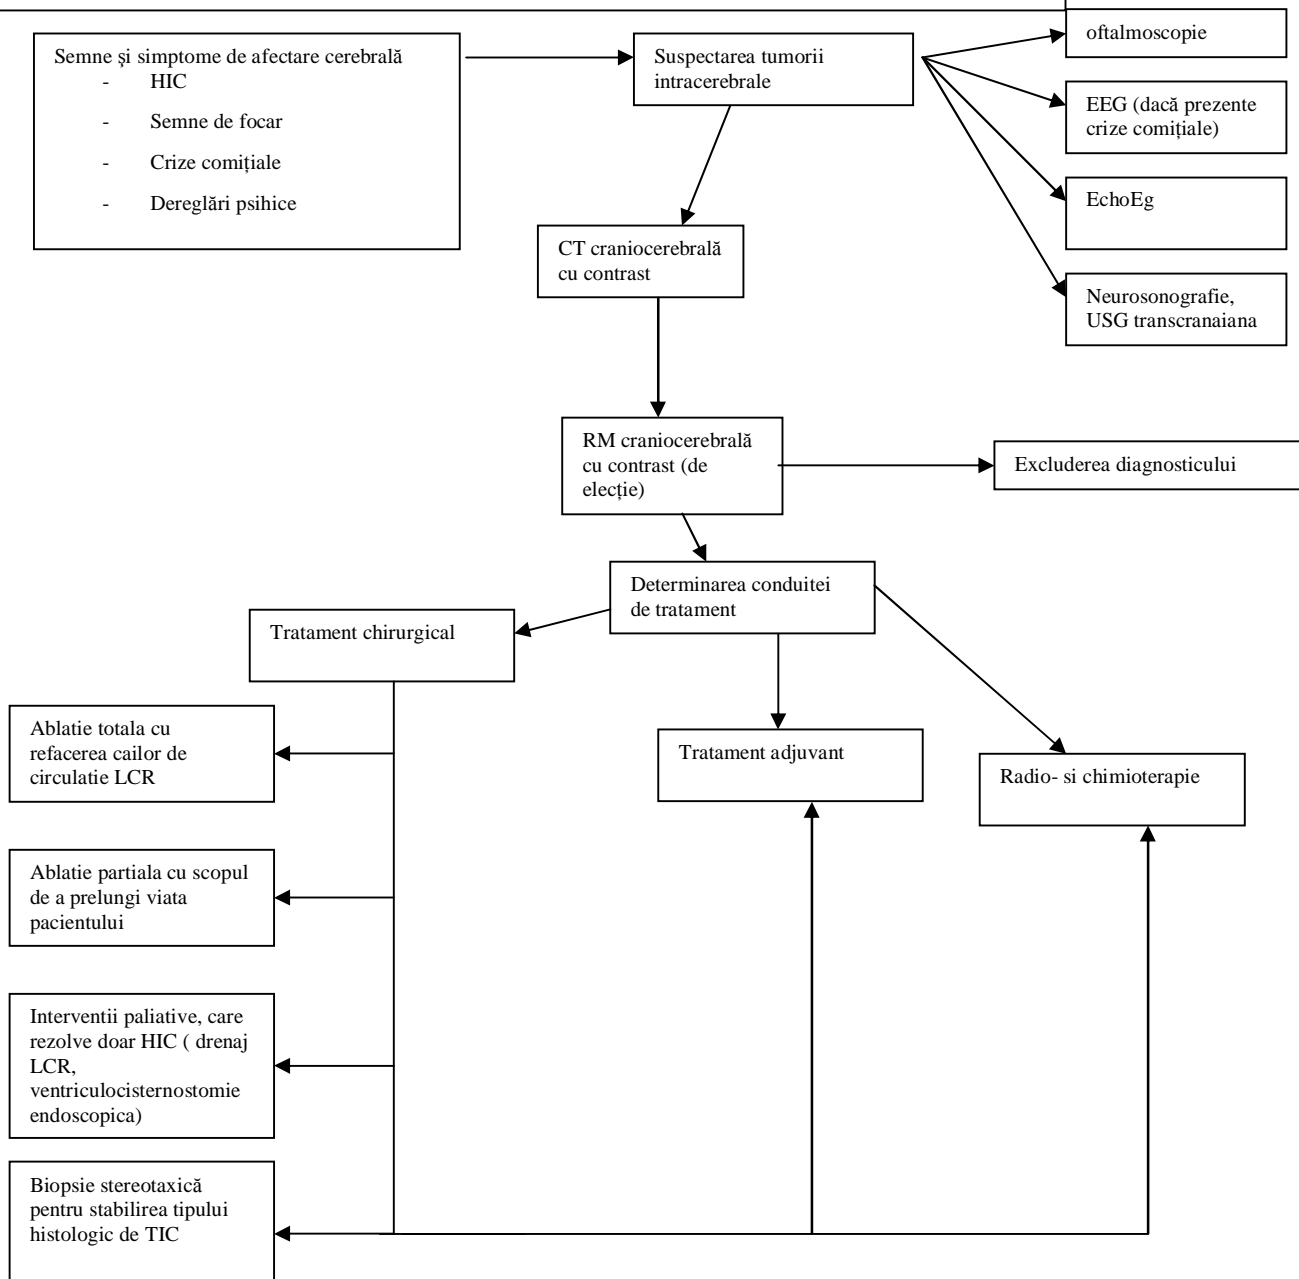 Semne și simptome de afectare cerebrală
- HIC
- Semne de focar
- Crize comițiale
- Dereglări psihice
Suspectarea tumorii
intracerebrale
oftalmoscopie
EEG (dacă prezente
crize comițiale)
EchoEg
Neurosonografie,
USG transcranaiana
CT craniocerebrală
cu contrast
RM craniocerebrală
cu contrast (de
elecție)
Excluderea diagnosticului
Determinarea conduitei
de tratament
Tratament chirurgical
Tratament adjuvant
Radio- si chimioterapie
Ablatie totala cu
refacerea cailor de
circulatie LCR
Ablatie partiala cu scopul
de a prelungi viata
pacientului
Interventii paliative, care
rezolve doar HIC ( drenaj
LCR,
ventriculocisternostomie
endoscopica)
Biopsie stereotaxică
pentru stabilirea tipului
histologic de TIC